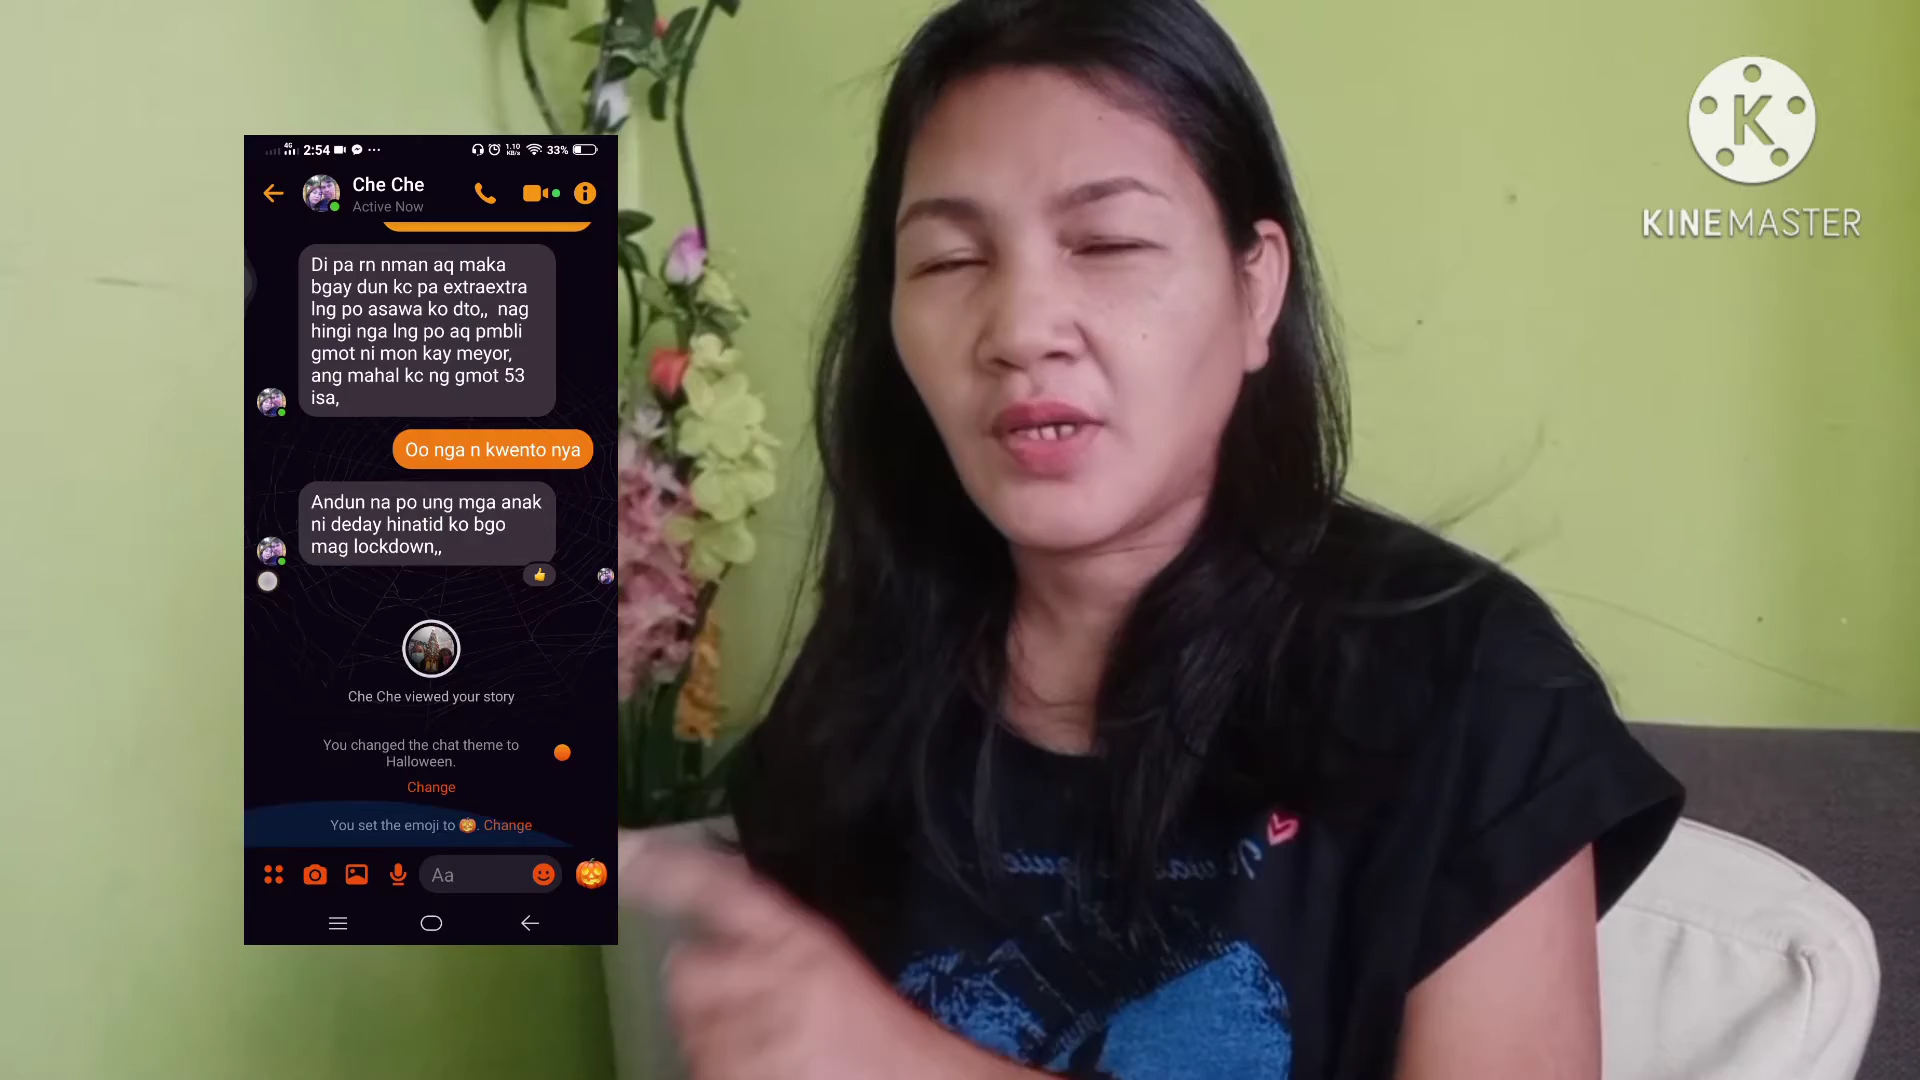 4G 2:54 ... 1.10 KB/s 33%
Che Che
Active Now
Di pa rn nman aq maka
bgay dun kc pa extraextra
lng po asawa ko dto,, nag
hingi nga lng po aq pmbli
gmot ni mon kay meyor,
ang mahal kc ng gmot 53
isa,
Oo nga n kwento nya
Andun na po ung mga anak
ni deday hinatid ko bgo
mag lockdown,,
Che Che viewed your story
You changed the chat theme to
Halloween.
Change
You set the emoji to 🎃. Change
Aa
K
KINEMASTER